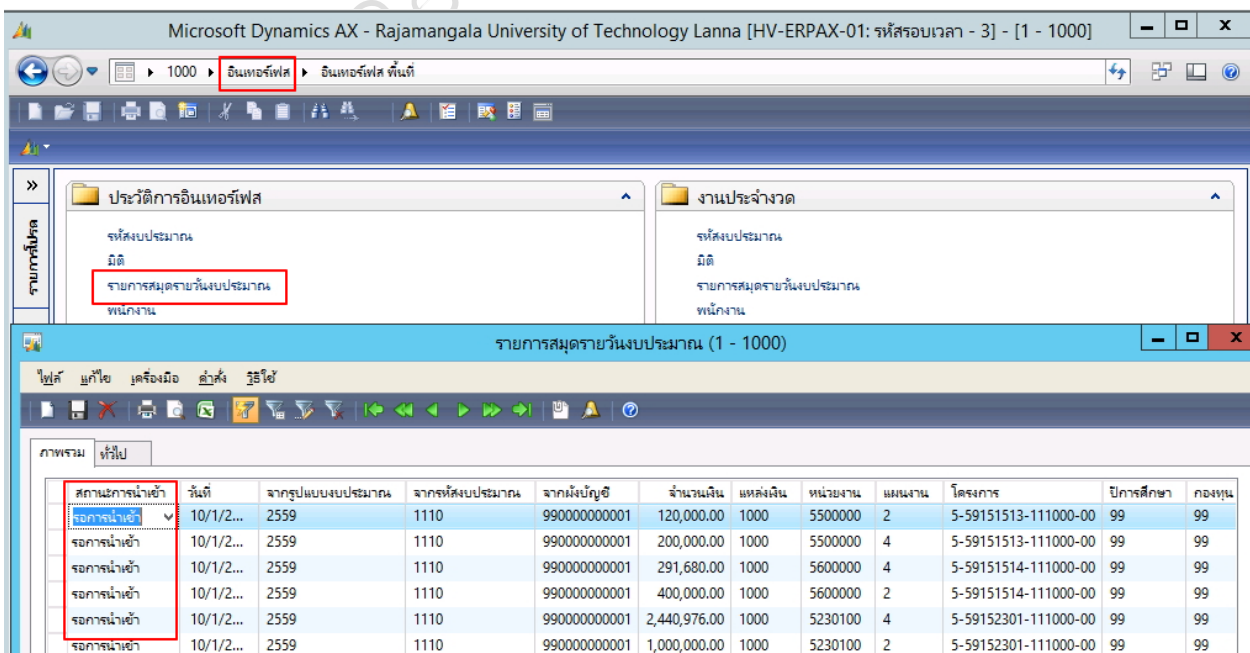 Microsoft Dynamics AX - Rajamangala University of Technology Lanna [HV-ERPAX-01: รหัสรอบเวลา - 3] - [1 - 1000]
1000 อินเทอร์เฟส อินเทอร์เฟส พื้นที่
ประวัติการอินเทอร์เฟส
รหัสงบประมาณ
มิติ
รายการสมุดรายวันงบประมาณ
พนักงาน
งานประจำงวด
รหัสงบประมาณ
มิติ
รายการสมุดรายวันงบประมาณ
พนักงาน
รายการโปรด
รายการสมุดรายวันงบประมาณ (1 - 1000)
ไฟล์ แก้ไข เครื่องมือ คำสั่ง วิธีใช้
ภาพรวม ทั่วไป
สถานะการนำเข้า วันที่ จากรูปแบบงบประมาณ จากรหัสงบประมาณ จากผังบัญชี จำนวนเงิน แหล่งเงิน หน่วยงาน แผนงาน โครงการ ปีการศึกษา กองทุน
รอการนำเข้า 10/1/2... 2559 1110 990000000001 120,000.00 1000 5500000 2 5-59151513-111000-00 99 99
รอการนำเข้า 10/1/2... 2559 1110 990000000001 200,000.00 1000 5500000 4 5-59151513-111000-00 99 99
รอการนำเข้า 10/1/2... 2559 1110 990000000001 291,680.00 1000 5600000 4 5-59151514-111000-00 99 99
รอการนำเข้า 10/1/2... 2559 1110 990000000001 400,000.00 1000 5600000 2 5-59151514-111000-00 99 99
รอการนำเข้า 10/1/2... 2559 1110 990000000001 2,440,976.00 1000 5230100 4 5-59152301-111000-00 99 99
รอการนำเข้า 10/1/2... 2559 1110 990000000001 1,000,000.00 1000 5230100 2 5-59152301-111000-00 99 99